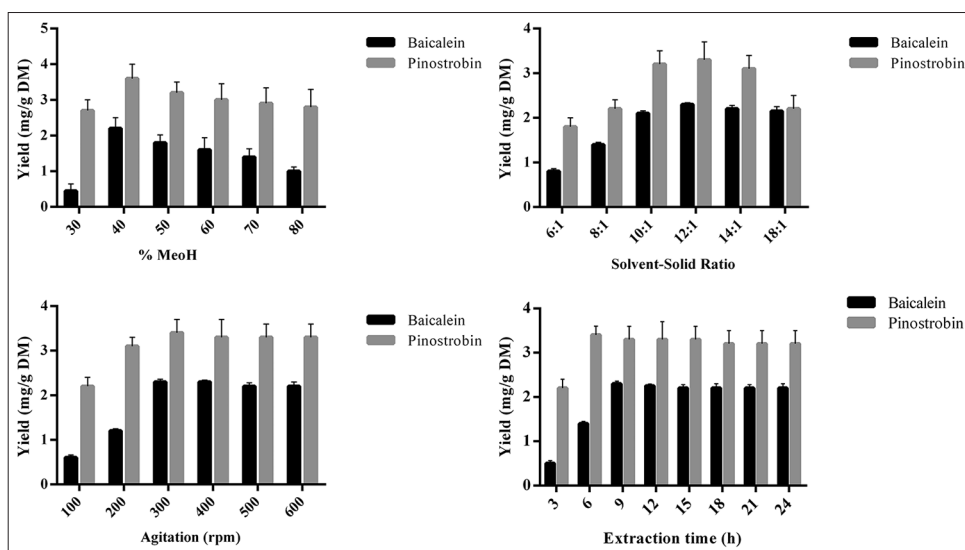 Yield (mg/g DM)
5
4
3
2
1
0
30
40
50
60
70
80
% MeoH
Baicalein
Pinostrobin
Yield (mg/g DM)
4
3
2
1
0
6:1
8:1
10:1
12:1
14:1
18:1
Solvent-Solid Ratio
Baicalein
Pinostrobin
Yield (mg/g DM)
4
3
2
1
0
100
200
300
400
500
600
Agitation (rpm)
Baicalein
Pinostrobin
Yield (mg/g DM)
4
3
2
1
0
3
6
9
12
15
18
21
24
Extraction time (h)
Baicalein
Pinostrobin